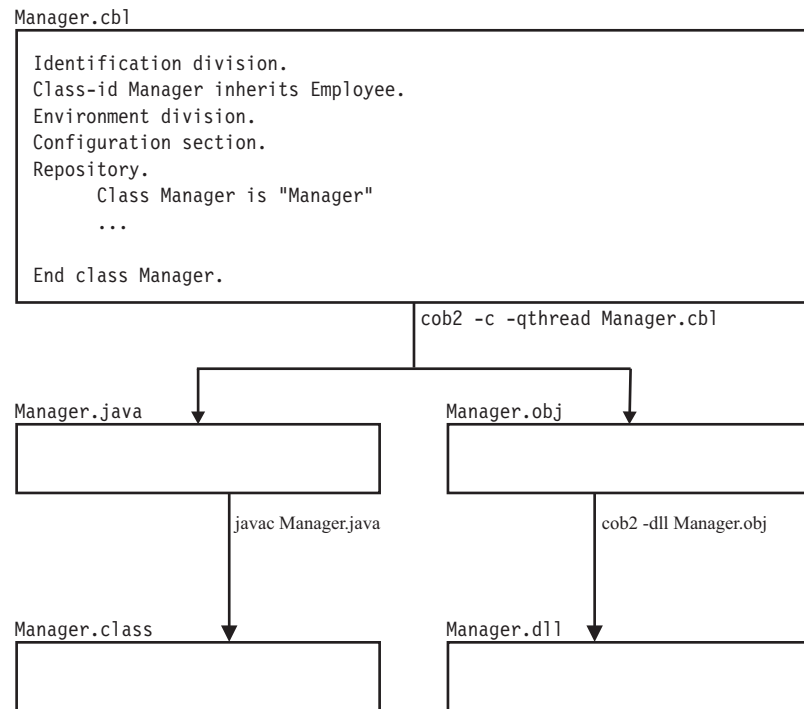 Manager.cbl
Identification division.
Class-id Manager inherits Employee.
Environment division.
Configuration section.
Repository.
Class Manager is "Manager"
...
End class Manager.
cob2 -c -qthread Manager.cbl
Manager.java
Manager.obj
javac Manager.java
cob2 -dll Manager.obj
Manager.class
Manager.dll